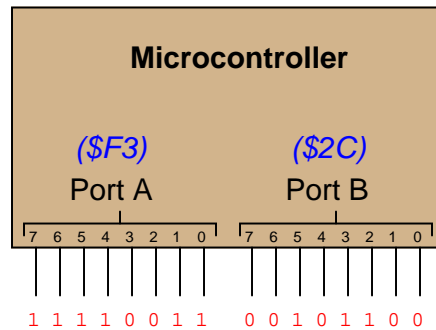 Microcontroller
($F3) ($2C)
Port A Port B
7 6 5 4 3 2 1 0 7 6 5 4 3 2 1 0
1 1 1 1 0 0 1 1 0 0 1 0 1 1 0 0